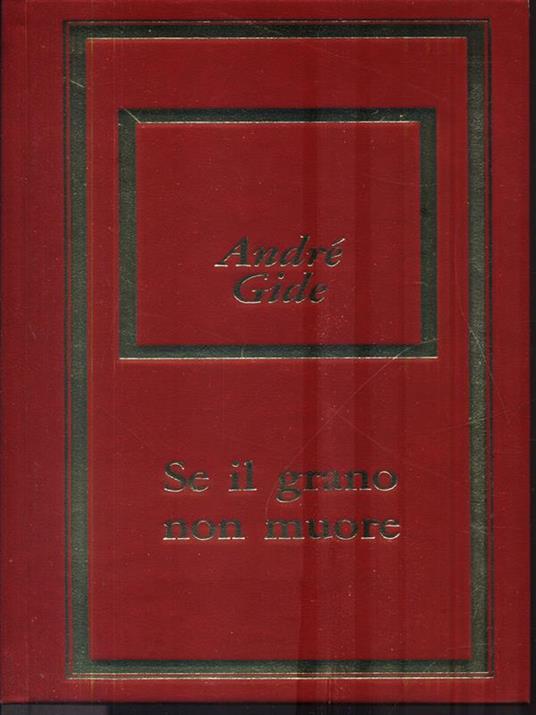 André
Gide
Se il grano
non muore